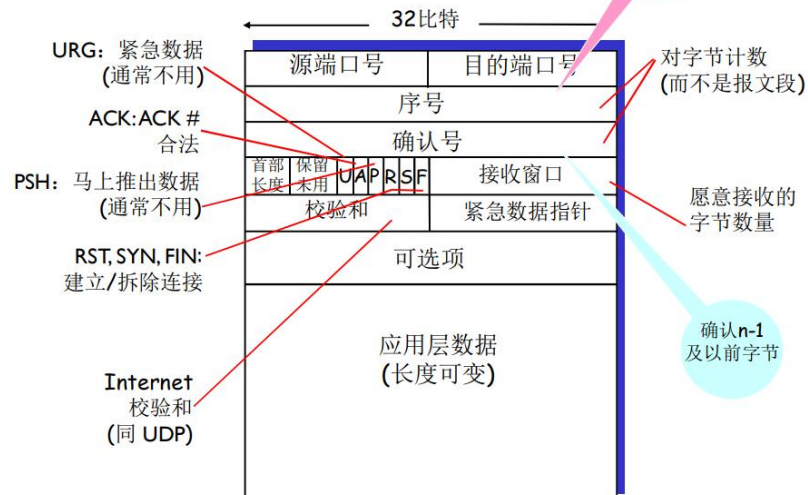 32比特
URG：紧急数据
(通常不用)
ACK:ACK #
合法
PSH：马上推出数据
(通常不用)
RST, SYN, FIN:
建立/拆除连接
Internet
校验和
(同 UDP)
源端口号 目的端口号
序号
确认号
首部
长度
保留
未用
U A P R S F
接收窗口
校验和 紧急数据指针
可选项
应用层数据
(长度可变)
对字节计数
(而不是报文段)
愿意接收的
字节数量
确认n-1
及以前字节